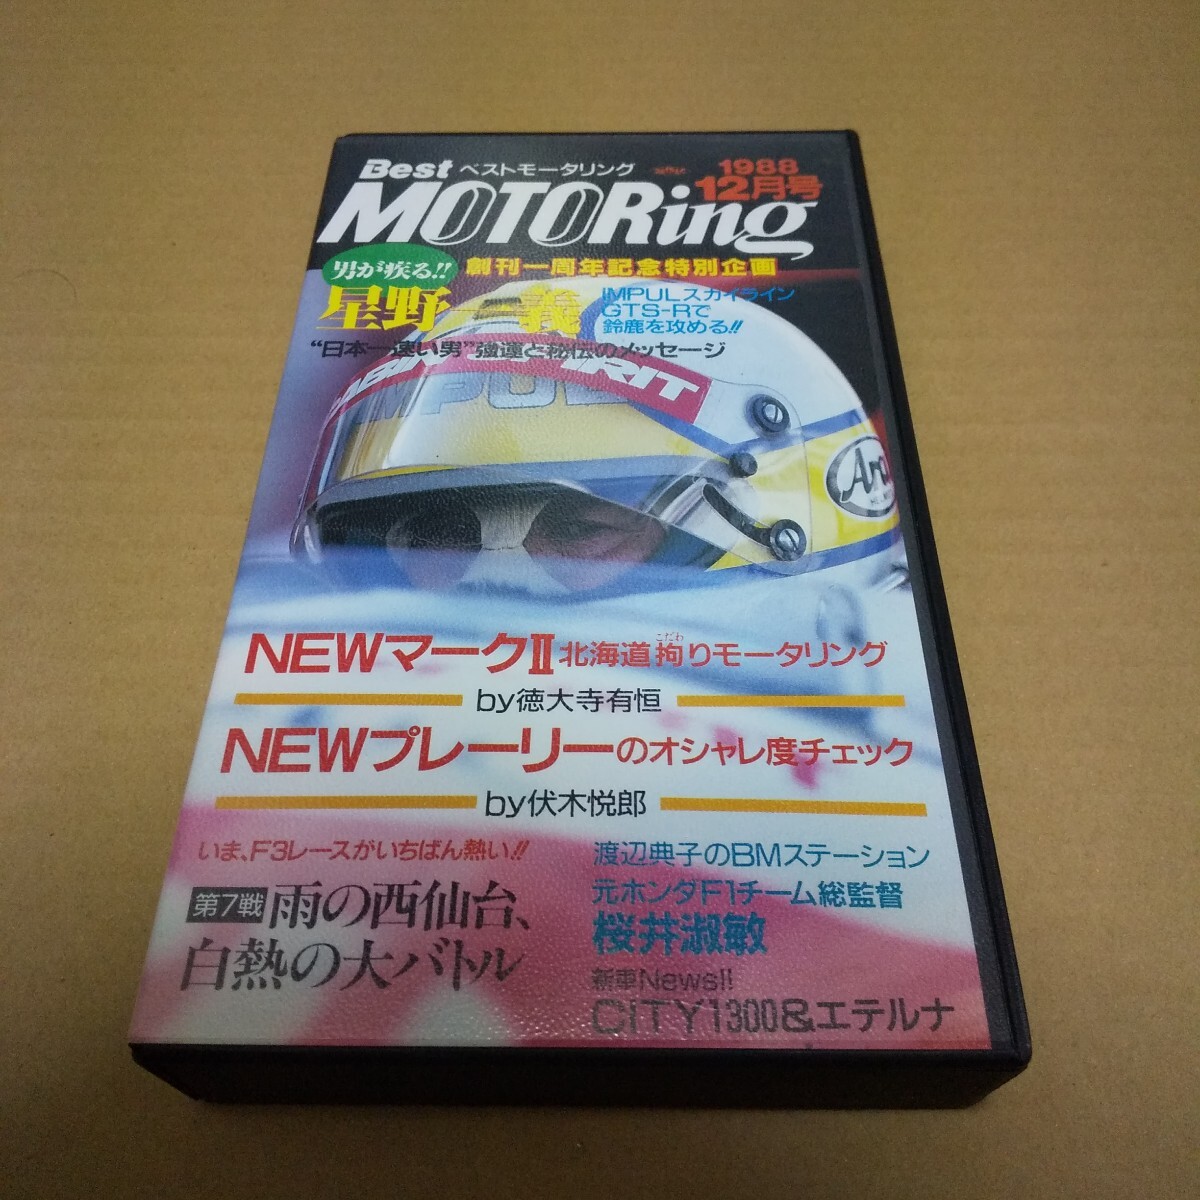 Best ベストモータリング
1988
12月号
MOTORing
男が疾る!!
創刊一周年記念特別企画
星野一義
IMPULスカイライン
GTS-Rで
鈴鹿を攻める!!
“日本一速い男”強運と秘伝のメッセージ
CABIN SPIRIT
IMPUL
Arai
NEWマークII北海道拘りモータリング
こだわ
by徳大寺有恒
NEWプレーリーのオシャレ度チェック
by伏木悦郎
いま、F3レースがいちばん熱い!!
第7戦 雨の西仙台、
白熱の大バトル
渡辺典子のBMステーション
元ホンダF1チーム総監督
桜井淑敏
新車News!!
CITY1300&エテルナ